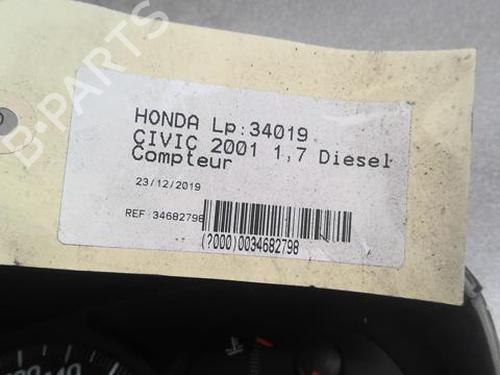 B-PARTS
HONDA Lp:34019
CIVIC 2001 1,7 Diesel
Compteur
23/12/2019
REF 34682798
(?000)0034682798